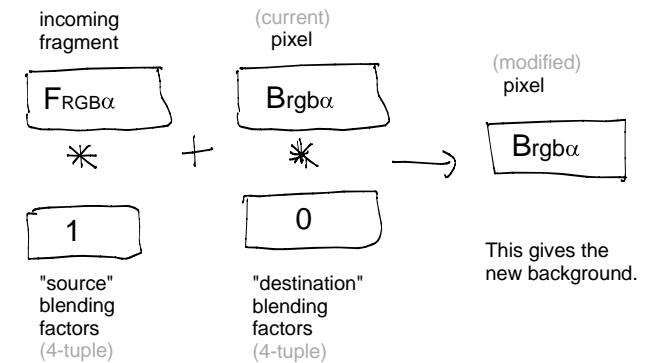 incoming
fragment
(current)
pixel
(modified)
pixel
FRGBα
*
+
Brgbα
*
Brgbα
1
0
"source"
blending
factors
(4-tuple)
"destination"
blending
factors
(4-tuple)
This gives the
new background.